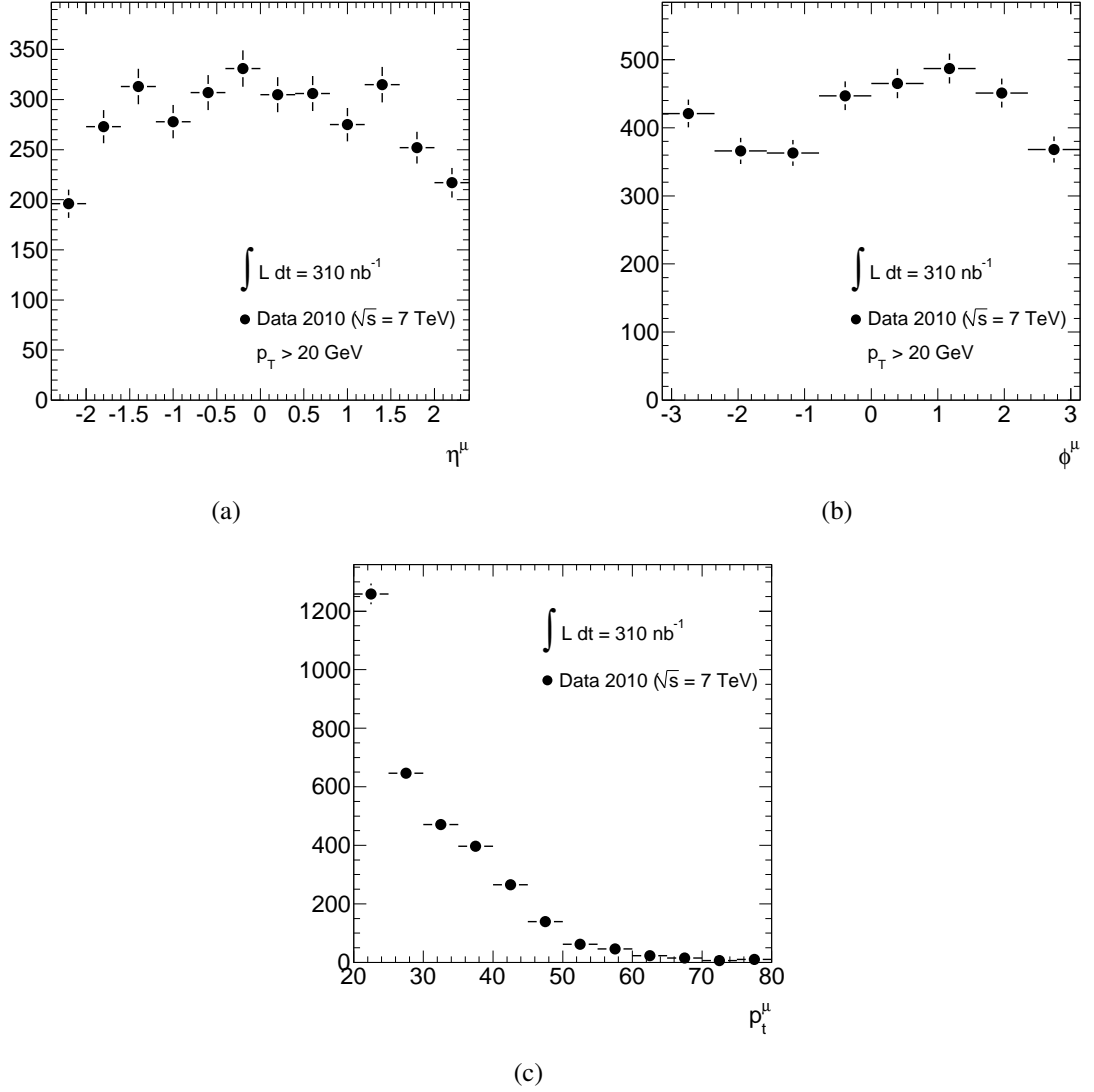 350
300
250
200
150
100
50
0
∫ L dt = 310 nb⁻¹
Data 2010 (√s = 7 TeV)
p_T > 20 GeV
-2 -1.5 -1 -0.5 0 0.5 1 1.5 2
η^μ
(a)
500
400
300
200
100
0
∫ L dt = 310 nb⁻¹
Data 2010 (√s = 7 TeV)
p_T > 20 GeV
-3 -2 -1 0 1 2 3
ϕ^μ
(b)
1200
1000
800
600
400
200
0
∫ L dt = 310 nb⁻¹
Data 2010 (√s = 7 TeV)
20 30 40 50 60 70 80
p_t^μ
(c)